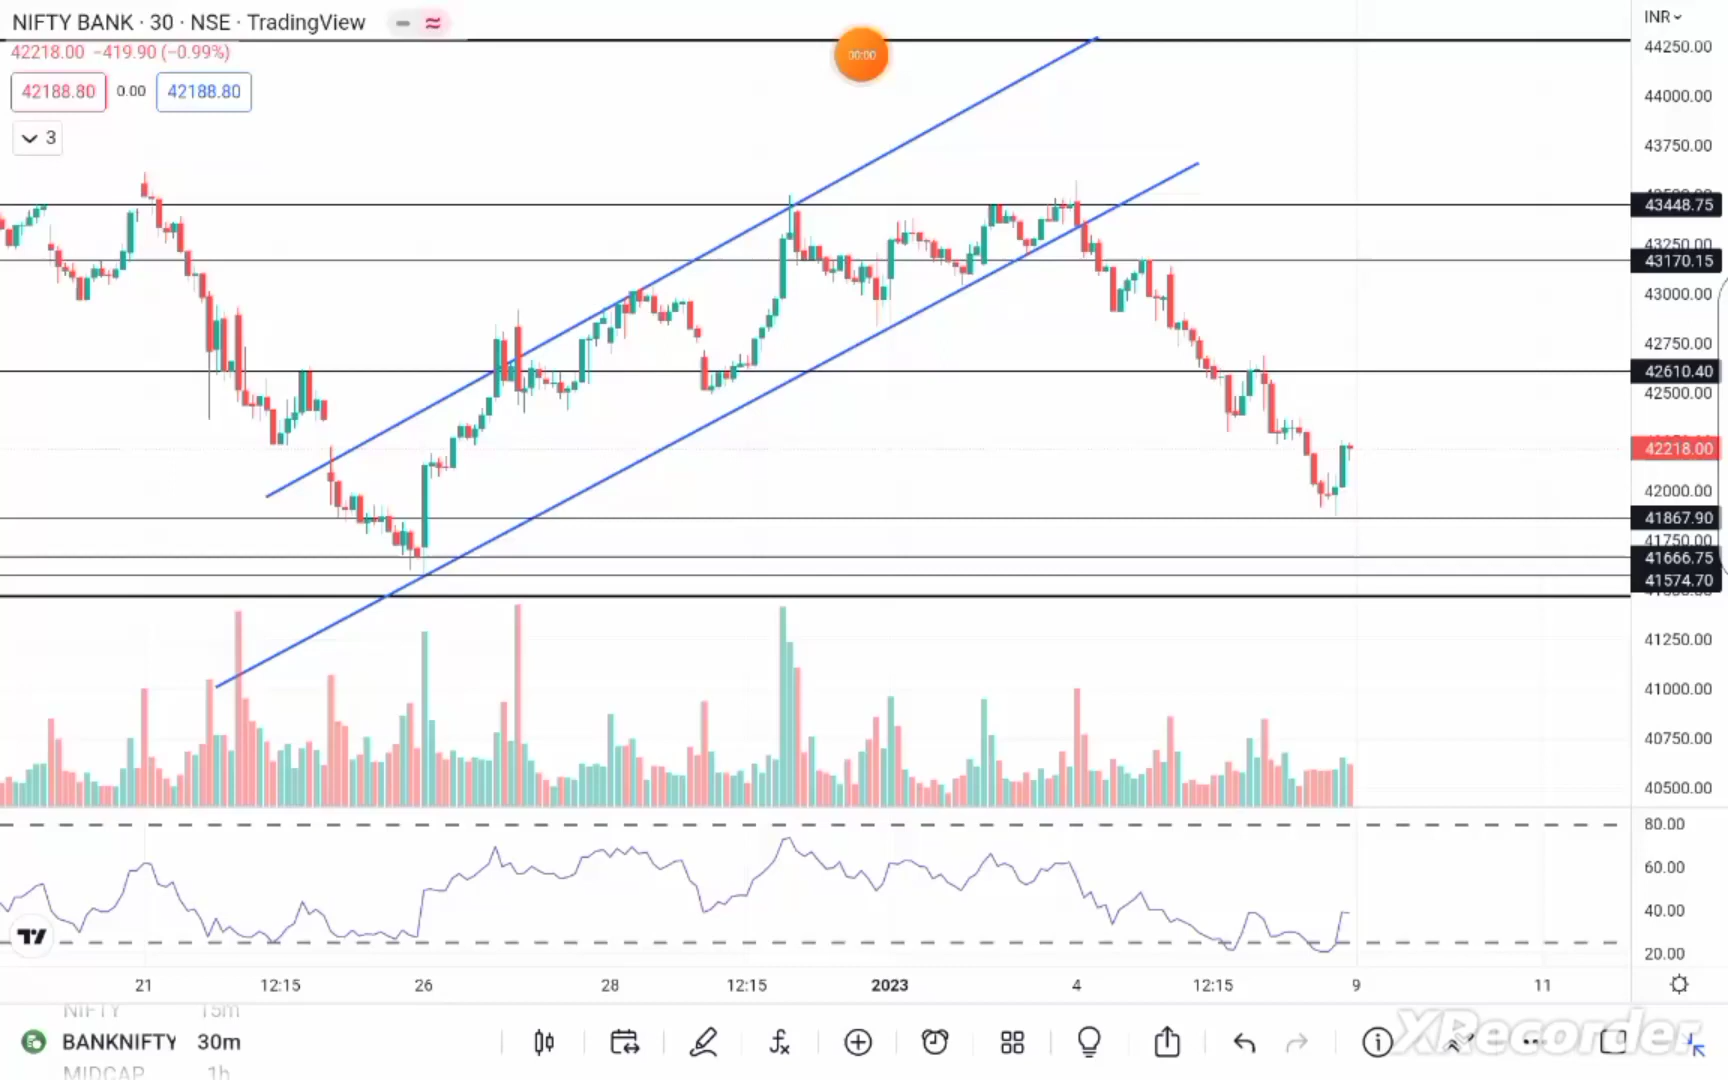 NIFTY BANK · 30 · NSE · TradingView
42218.00 −419.90 (−0.99%)
42188.80 0.00 42188.80
3
00:00
INR
44250.00
44000.00
43750.00
43448.75
43250.00
43170.15
43000.00
42750.00
42610.40
42500.00
42218.00
42000.00
41867.90
41750.00
41666.75
41574.70
41250.00
41000.00
40750.00
40500.00
80.00
60.00
40.00
20.00
21 12:15 26 28 12:15 2023 4 12:15 9 11
NIFTY 15m
BANKNIFTY 30m
MIDCAP 1h
XRecorder